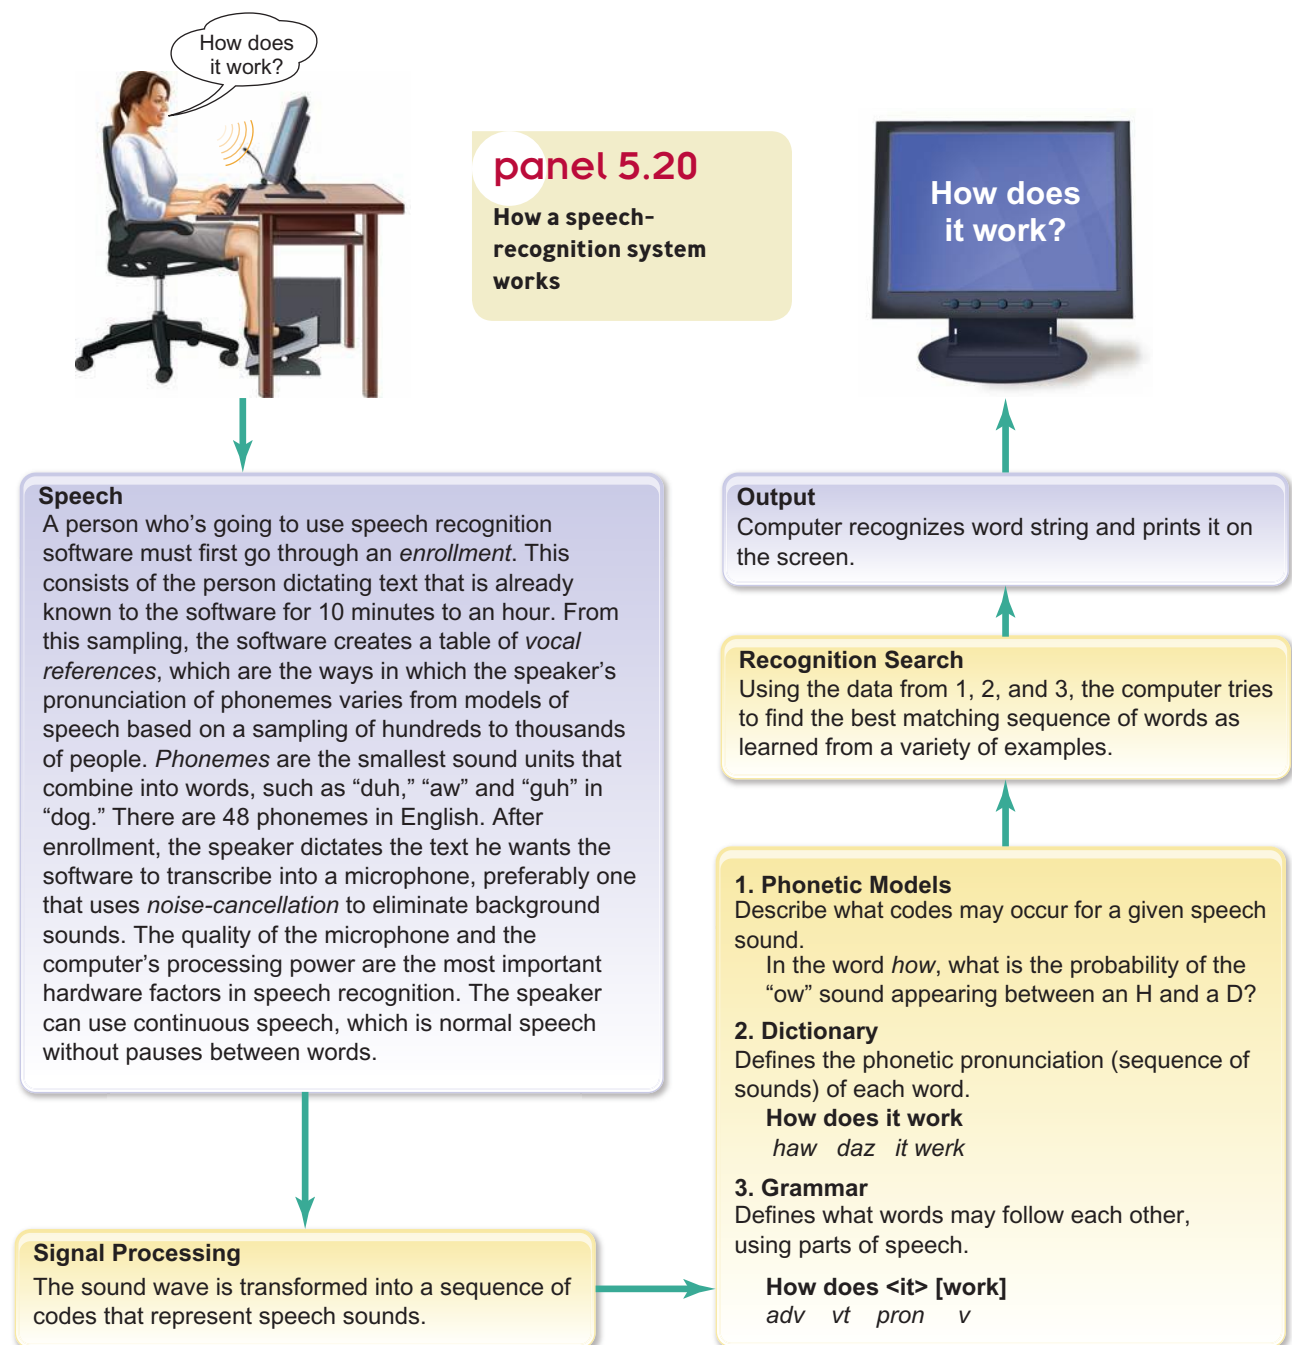 How does
it work?
panel 5.20
How a speech-
recognition system
works
How does
it work?
Speech
A person who's going to use speech recognition
software must first go through an enrollment. This
consists of the person dictating text that is already
known to the software for 10 minutes to an hour. From
this sampling, the software creates a table of vocal
references, which are the ways in which the speaker's
pronunciation of phonemes varies from models of
speech based on a sampling of hundreds to thousands
of people. Phonemes are the smallest sound units that
combine into words, such as “duh,” “aw” and “guh” in
“dog.” There are 48 phonemes in English. After
enrollment, the speaker dictates the text he wants the
software to transcribe into a microphone, preferably one
that uses noise-cancellation to eliminate background
sounds. The quality of the microphone and the
computer's processing power are the most important
hardware factors in speech recognition. The speaker
can use continuous speech, which is normal speech
without pauses between words.
Signal Processing
The sound wave is transformed into a sequence of
codes that represent speech sounds.
1. Phonetic Models
Describe what codes may occur for a given speech
sound.
In the word how, what is the probability of the
“ow” sound appearing between an H and a D?
2. Dictionary
Defines the phonetic pronunciation (sequence of
sounds) of each word.
How does it work
haw daz it werk
3. Grammar
Defines what words may follow each other,
using parts of speech.
How does <it> [work]
adv vt pron v
Recognition Search
Using the data from 1, 2, and 3, the computer tries
to find the best matching sequence of words as
learned from a variety of examples.
Output
Computer recognizes word string and prints it on
the screen.